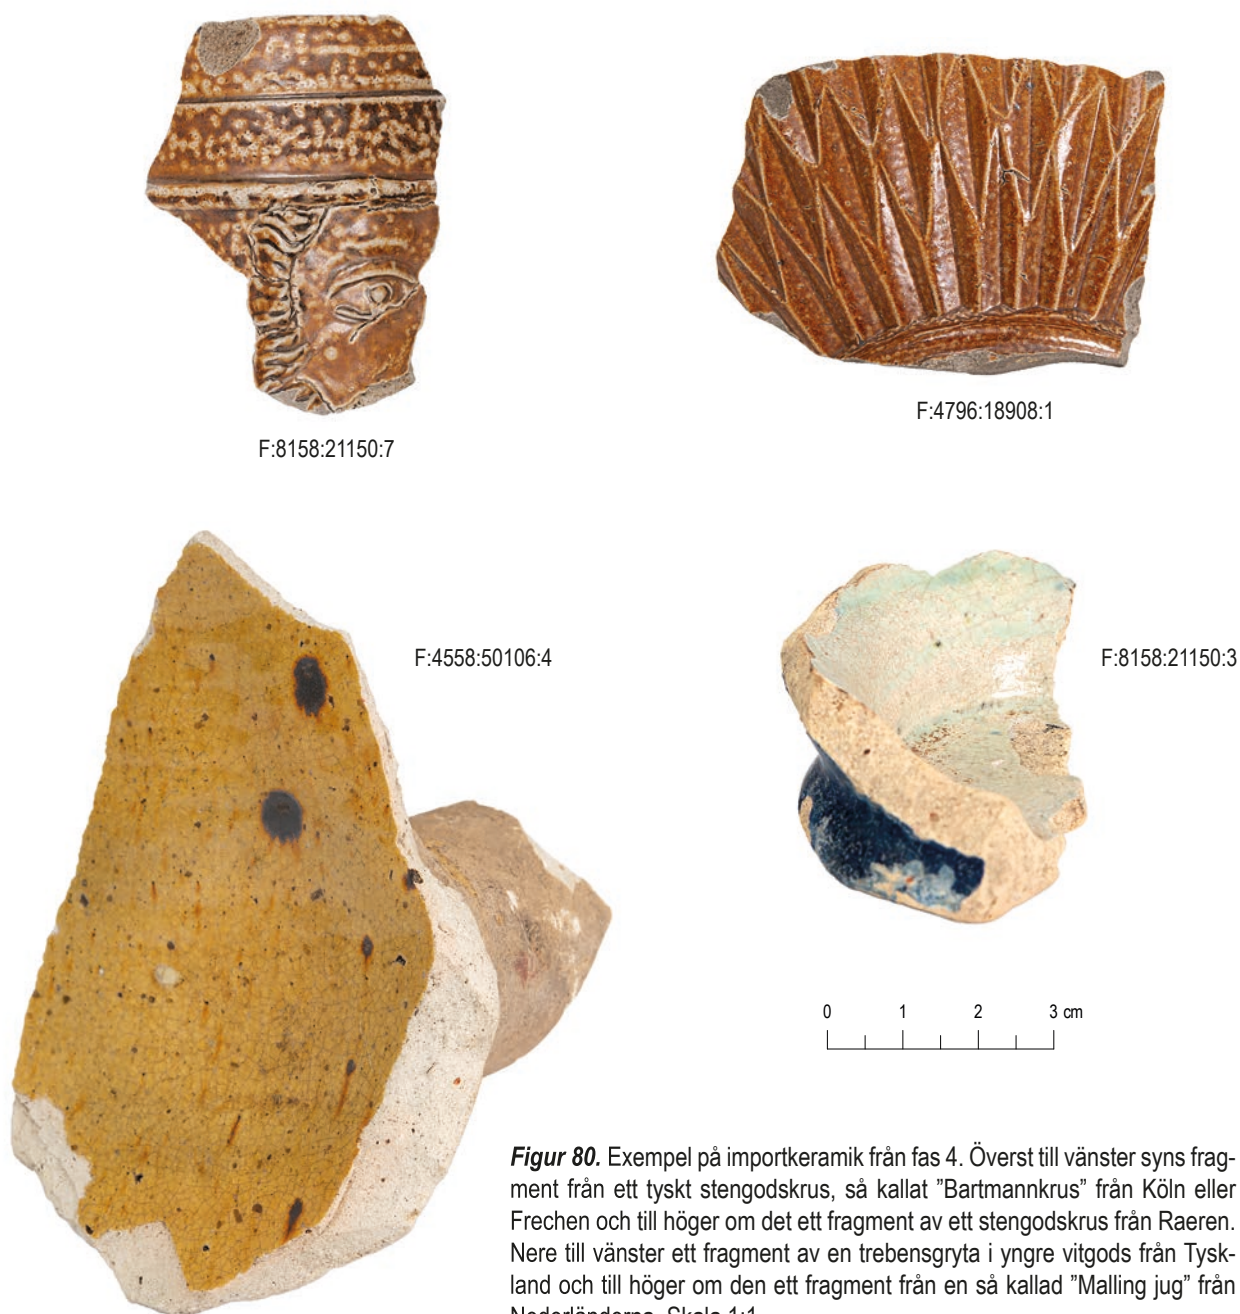 F:8158:21150:7
F:4796:18908:1
F:4558:50106:4
F:8158:21150:3
0 1 2 3 cm
Figur 80. Exempel på importkeramik från fas 4. Överst till vänster syns frag-
ment från ett tyskt stengodskrus, så kallat ”Bartmannkrus” från Köln eller
Frechen och till höger om det ett fragment av ett stengodskrus från Raeren.
Nere till vänster ett fragment av en trebensgryta i yngre vitgods från Tysk-
land och till höger om den ett fragment från en så kallad ”Malling jug” från
Nederländerna. Skala 1:1.